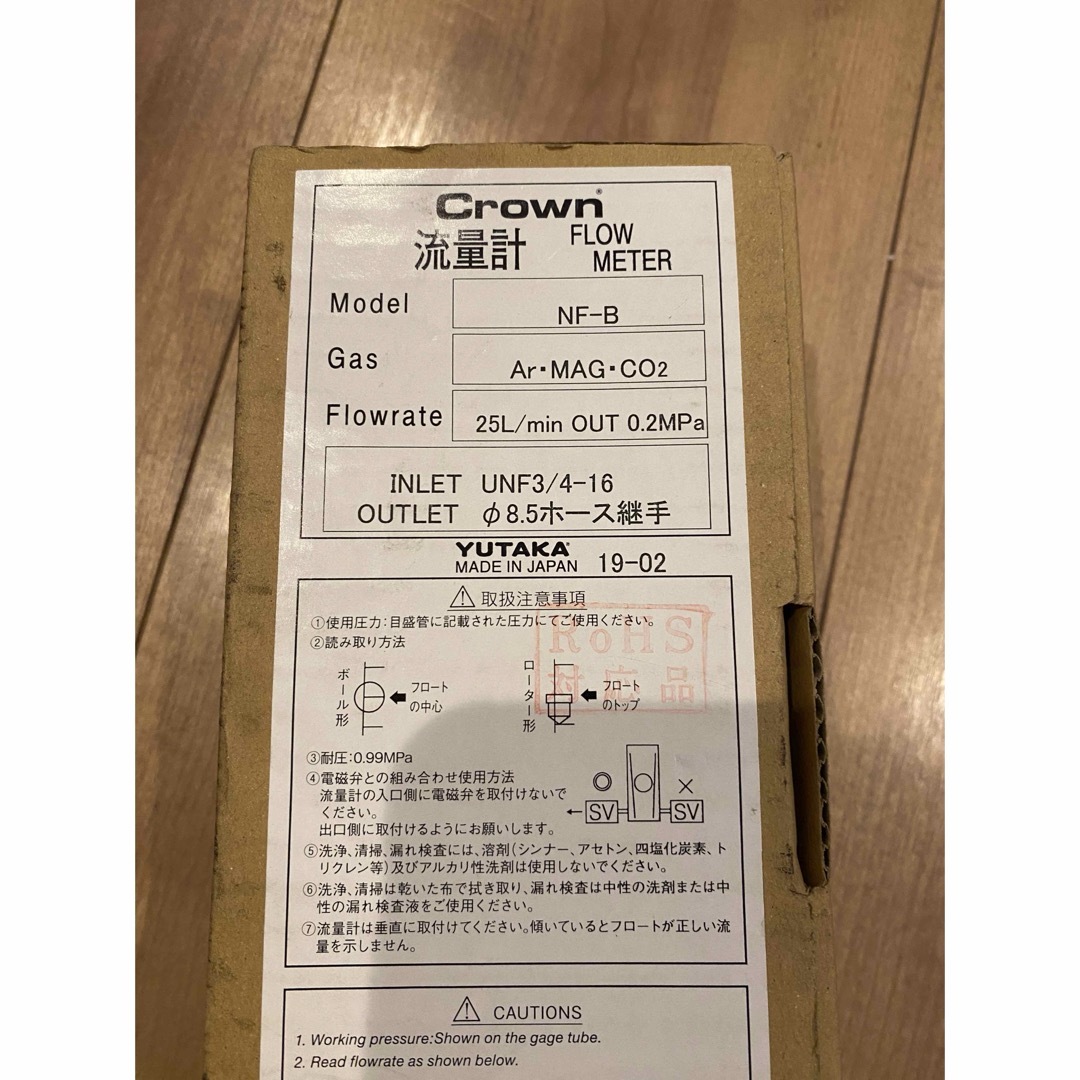 Crown®
流量計 FLOW METER
Model NF-B
Gas Ar・MAG・CO2
Flowrate 25L/min OUT 0.2MPa
INLET UNF3/4-16
OUTLET φ8.5ホース継手
YUTAKA®
MADE IN JAPAN 19-02
⚠ 取扱注意事項
①使用圧力:目盛管に記載された圧力にてご使用ください。
RoHS
対応品
②読み取り方法
ボール形
フロート
の中心
ローター形
フロート
のトップ
③耐圧:0.99MPa
④電磁弁との組み合わせ使用方法
流量計の入口側に電磁弁を取付けないで
ください。
出口側に取付けるようにお願いします。
○ ×
SV SV
⑤洗浄、清掃、漏れ検査には、溶剤(シンナー、アセトン、四塩化炭素、ト
リクレン等)及びアルカリ性洗剤は使用しないでください。
⑥洗浄、清掃は乾いた布で拭き取り、漏れ検査は中性の洗剤または中
性の漏れ検査液をご使用ください。
⑦流量計は垂直に取付けてください。傾いているとフロートが正しい流
量を示しません。
⚠ CAUTIONS
1. Working pressure:Shown on the gage tube.
2. Read flowrate as shown below.